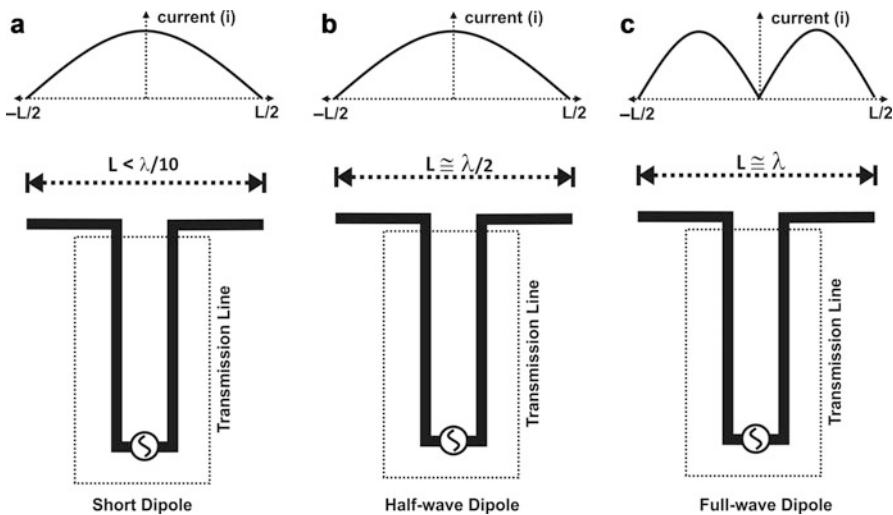 a
current (i)
–L/2
L/2
L < λ/10
Transmission Line
Short Dipole
b
current (i)
–L/2
L/2
L ≅ λ/2
Transmission Line
Half-wave Dipole
c
current (i)
–L/2
L/2
L ≅ λ
Transmission Line
Full-wave Dipole